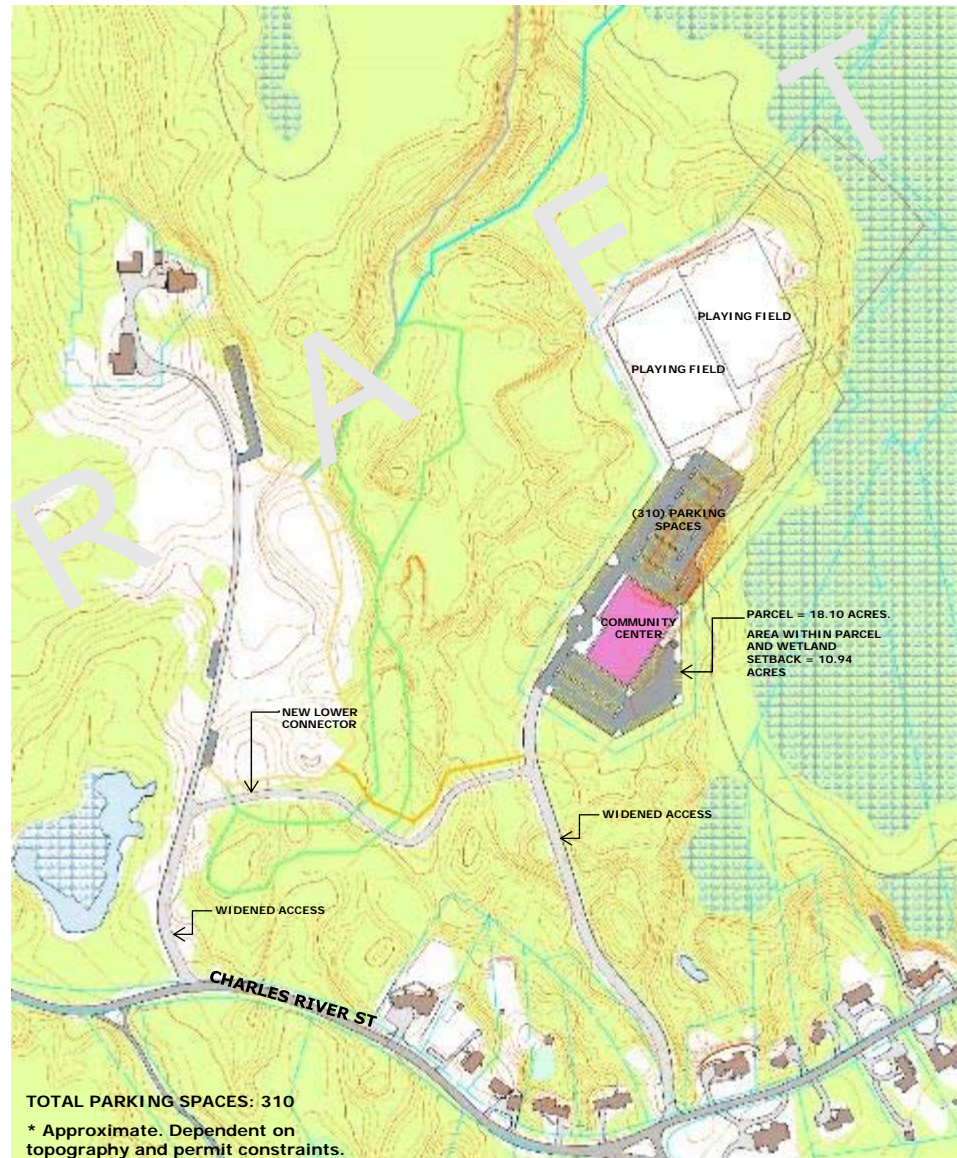 R A F T
PLAYING FIELD
PLAYING FIELD
(310) PARKING
SPACES
COMMUNITY
CENTER
PARCEL = 18.10 ACRES.
AREA WITHIN PARCEL
AND WETLAND
SETBACK = 10.94
ACRES
NEW LOWER
CONNECTOR
WIDENED ACCESS
WIDENED ACCESS
CHARLES RIVER ST
TOTAL PARKING SPACES: 310
* Approximate. Dependent on
topography and permit constraints.